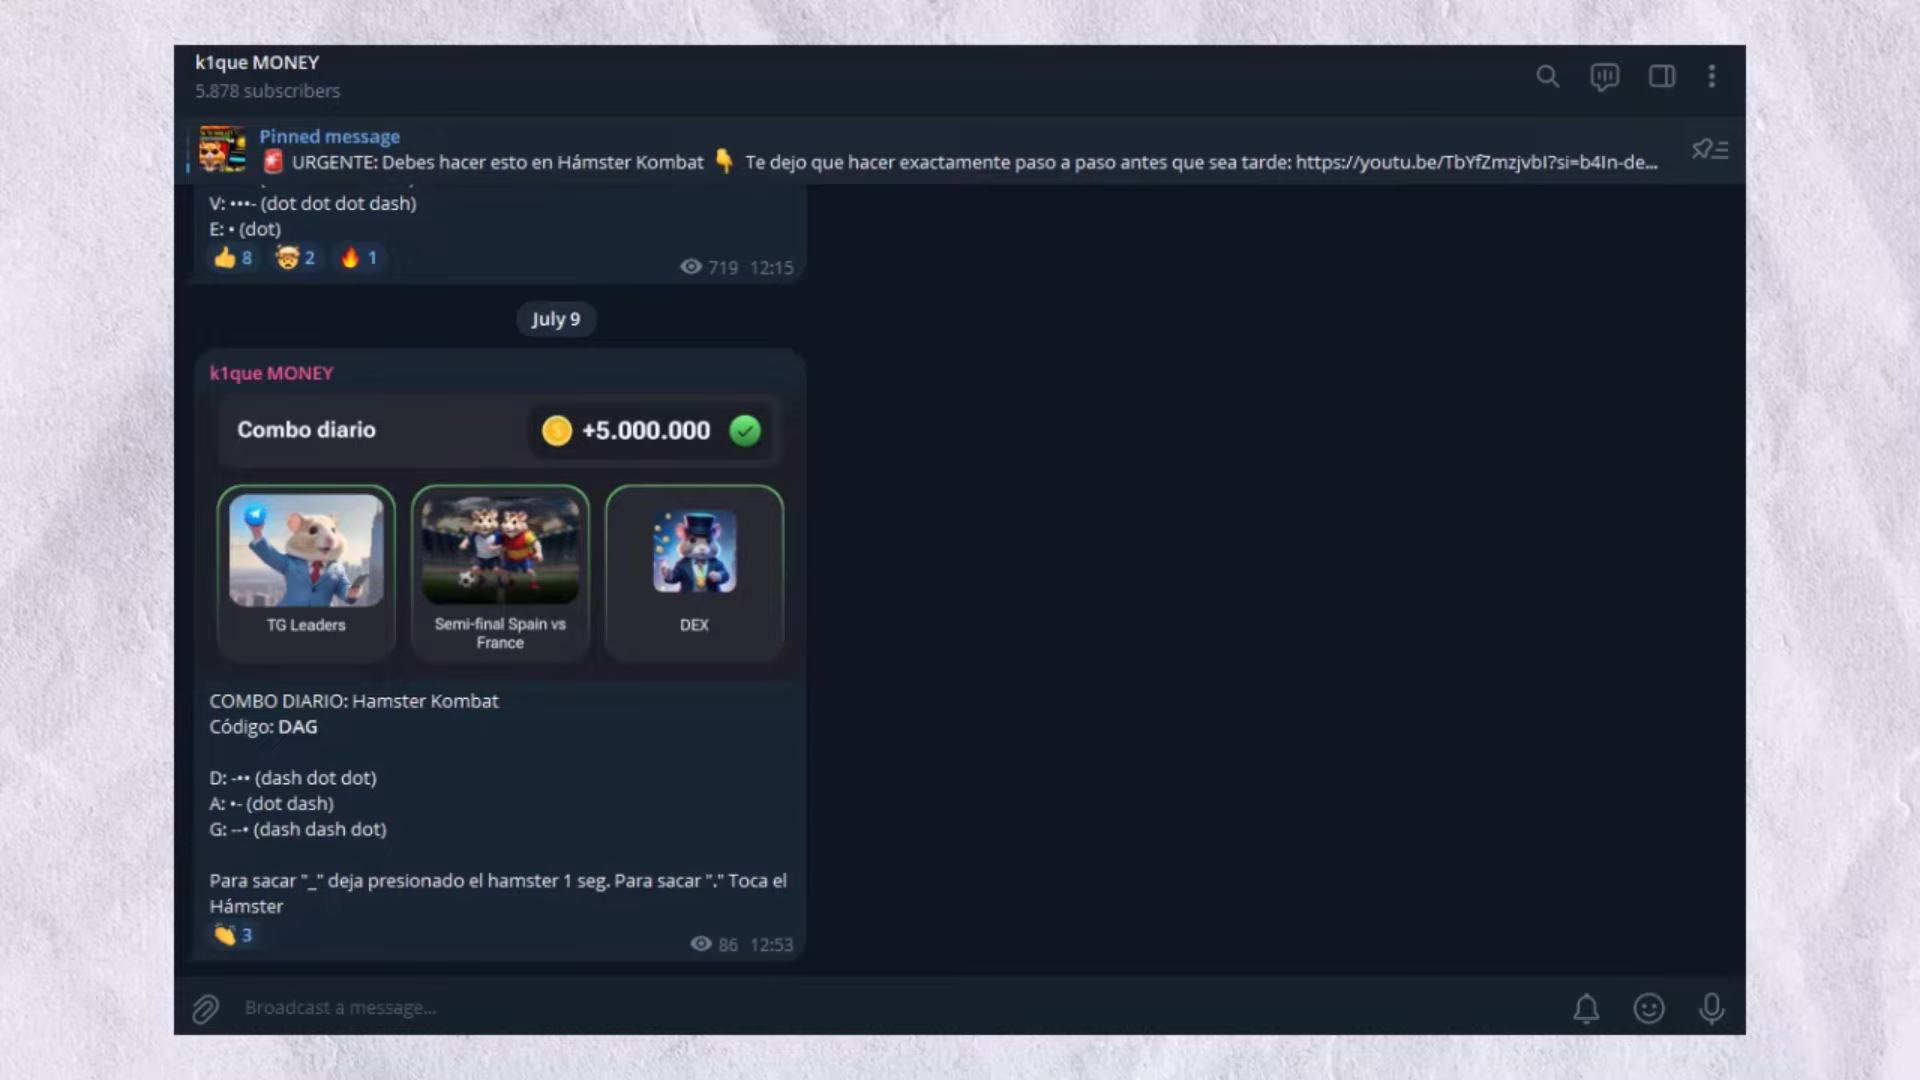 k1que MONEY
5.878 subscribers
Pinned message
🚨 URGENTE: Debes hacer esto en Hámster Kombat 👇 Te dejo que hacer exactamente paso a paso antes que sea tarde: https://youtu.be/TbYfZmzjvbI?si=b4In-de...
V: •••- (dot dot dot dash)
E: • (dot)
👍 8 🤯 2 🔥 1
719 12:15
July 9
k1que MONEY
Combo diario +5.000.000
TG Leaders
Semi-final Spain vs
France
DEX
COMBO DIARIO: Hamster Kombat
Código: DAG
D: -•• (dash dot dot)
A: •- (dot dash)
G: --• (dash dash dot)
Para sacar "_" deja presionado el hamster 1 seg. Para sacar "." Toca el
Hámster
👏 3
86 12:53
Broadcast a message...